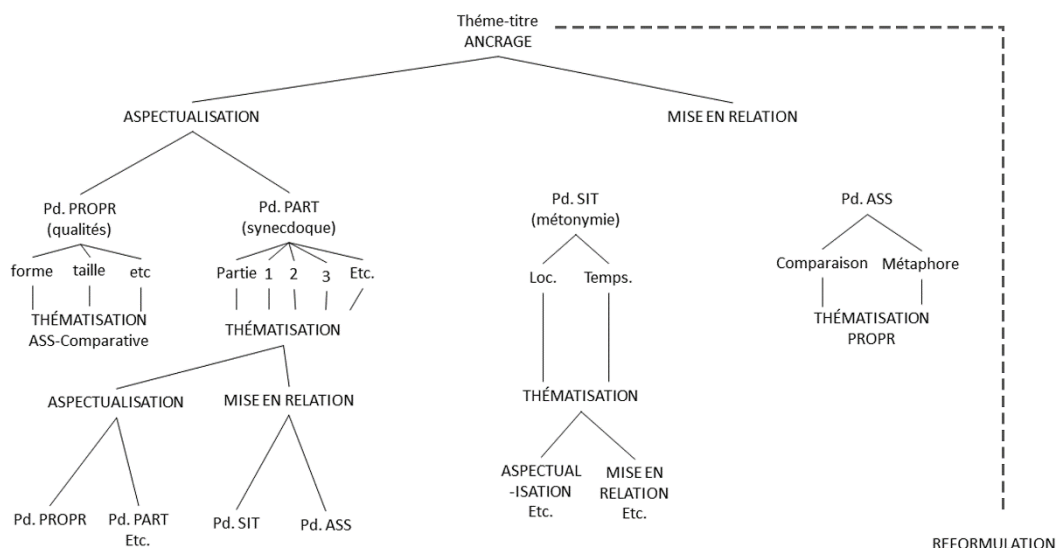 Théme-titre
ANCRAGE
ASPECTUALISATION
MISE EN RELATION
Pd. PROPR
(qualités)
Pd. PART
(synecdoque)
Pd. SIT
(métonymie)
Pd. ASS
forme taille etc
Partie 1 2 3 Etc.
Loc. Temps.
Comparaison Métaphore
THÉMATISATION
ASS-Comparative
THÉMATISATION
THÉMATISATION
PROPR
ASPECTUALISATION
MISE EN RELATION
THÉMATISATION
ASPECTUAL
-ISATION
Etc.
MISE EN
RELATION
Etc.
Pd. PROPR
Pd. PART
Etc.
Pd. SIT
Pd. ASS
REFORMULATION